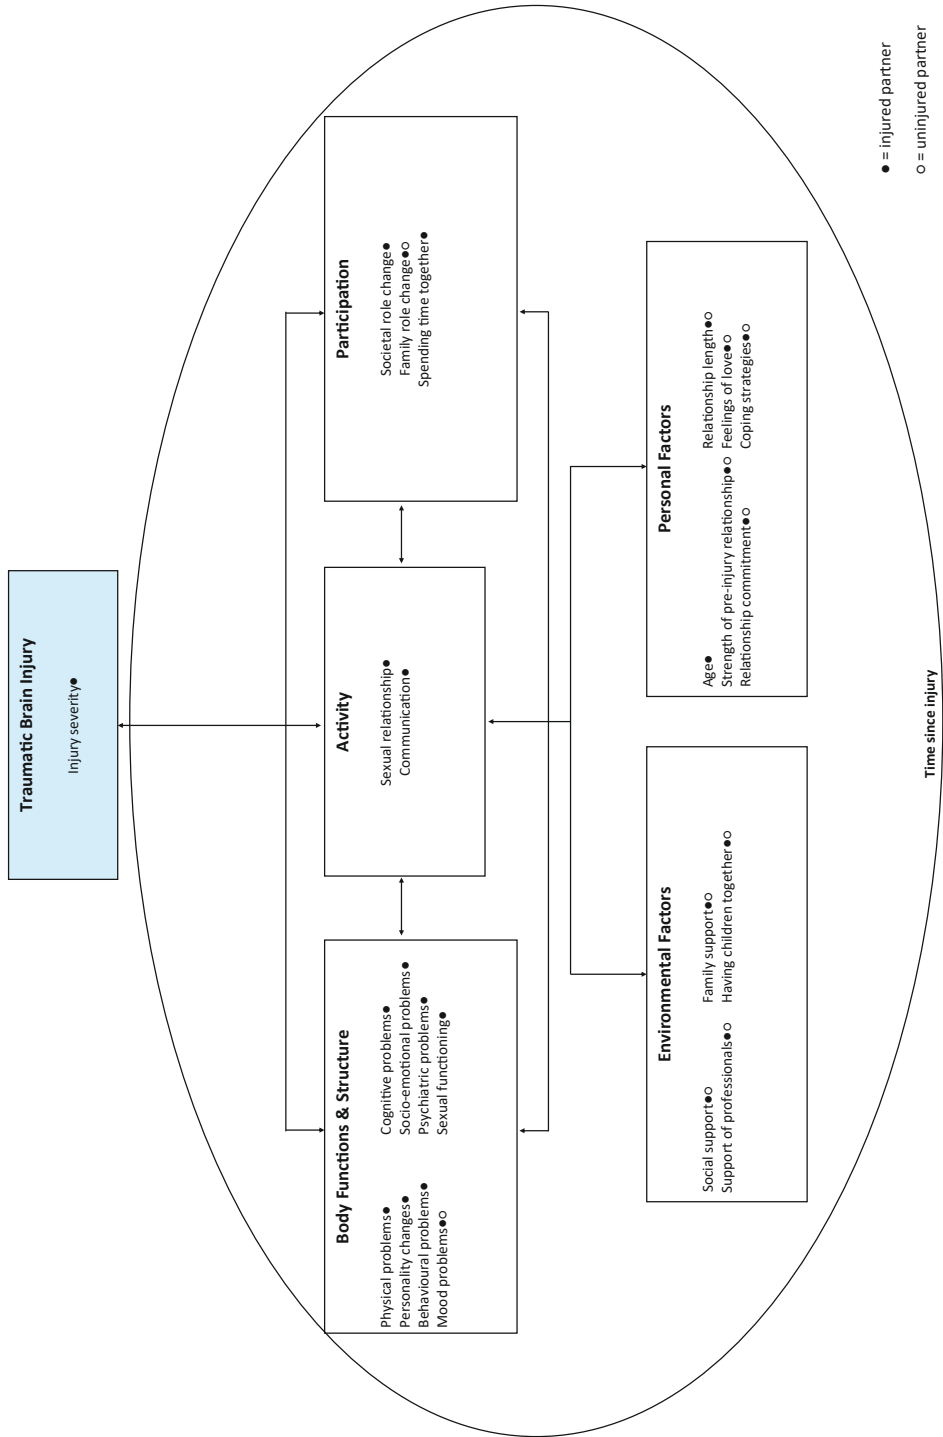 Traumatic Brain Injury
Injury severity●
Body Functions & Structure
Physical problems●
Personality changes●
Behavioural problems●
Mood problems●○
Cognitive problems●
Socio-emotional problems●
Psychiatric problems●
Sexual functioning●
Activity
Sexual relationship●
Communication●
Participation
Societal role change●
Family role change●○
Spending time together●
Environmental Factors
Social support●○
Support of professionals●○
Family support●○
Having children together●○
Personal Factors
Age●
Strength of pre-injury relationship●○
Relationship commitment●○
Relationship length●○
Feelings of love●○
Coping strategies●○
Time since injury
● = injured partner
○ = uninjured partner